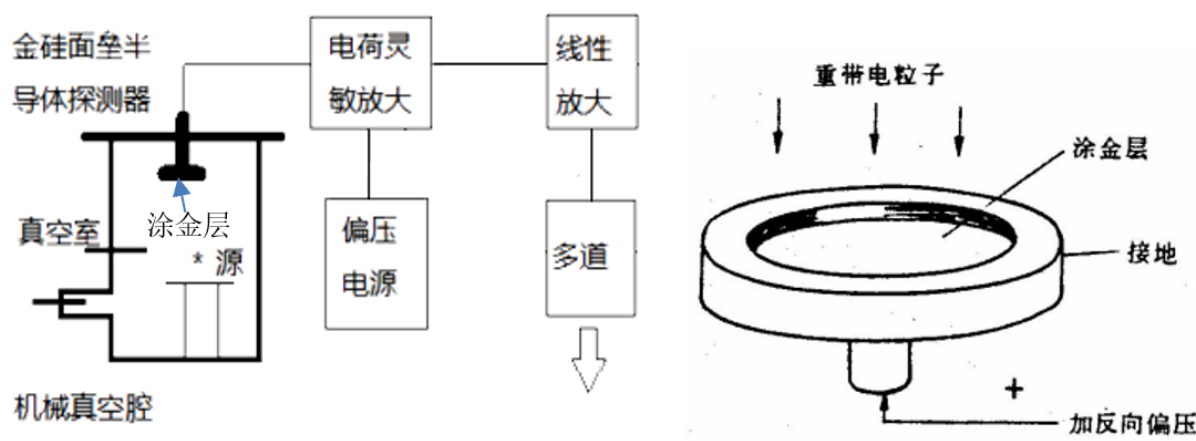 金硅面垒半
导体探测器
电荷灵
敏放大
线性
放大
涂金层
真空室
* 源
偏压
电源
多道
机械真空腔
重带电粒子
涂金层
接地
+
加反向偏压